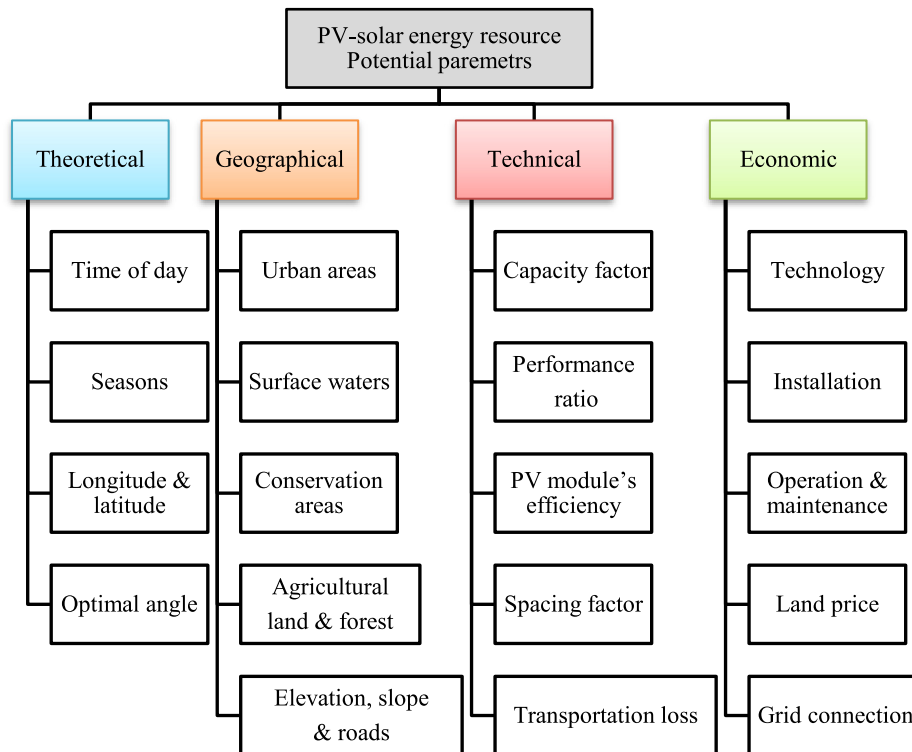 PV-solar energy resource
Potential paremetrs
Theoretical
Geographical
Technical
Economic
Time of day
Urban areas
Capacity factor
Technology
Seasons
Surface waters
Performance
ratio
Installation
Longitude &
latitude
Conservation
areas
PV module's
efficiency
Operation &
maintenance
Optimal angle
Agricultural
land & forest
Spacing factor
Land price
Elevation, slope
& roads
Transportation loss
Grid connection